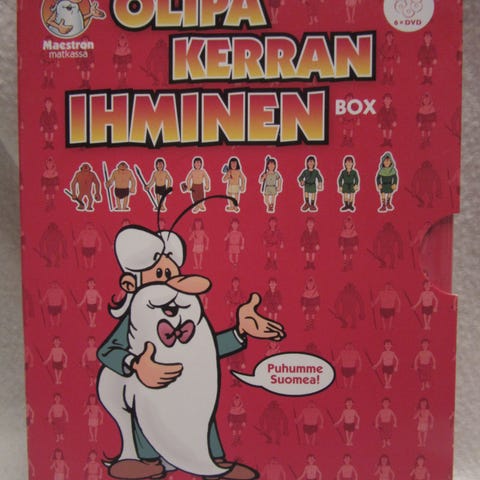 OLIPA
KERRAN
IHMINEN BOX
Maestron
matkassa
6 x DVD
Puhumme
Suomea!